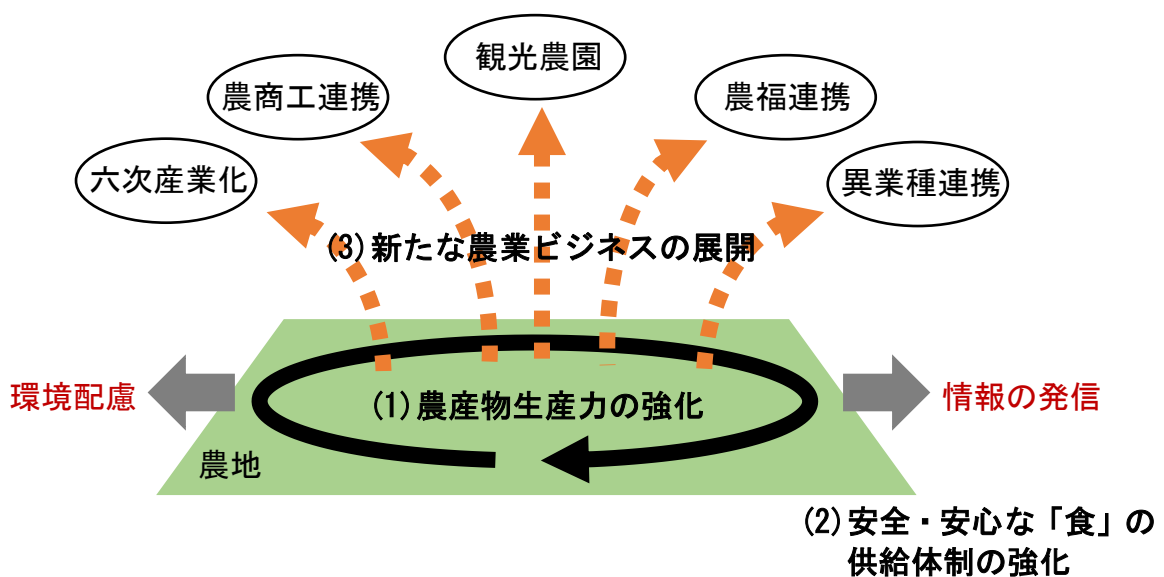 観光農園
農商工連携
農福連携
六次産業化
異業種連携
(3)新たな農業ビジネスの展開
環境配慮
(1)農産物生産力の強化
情報の発信
農地
(2)安全・安心な「食」の
供給体制の強化